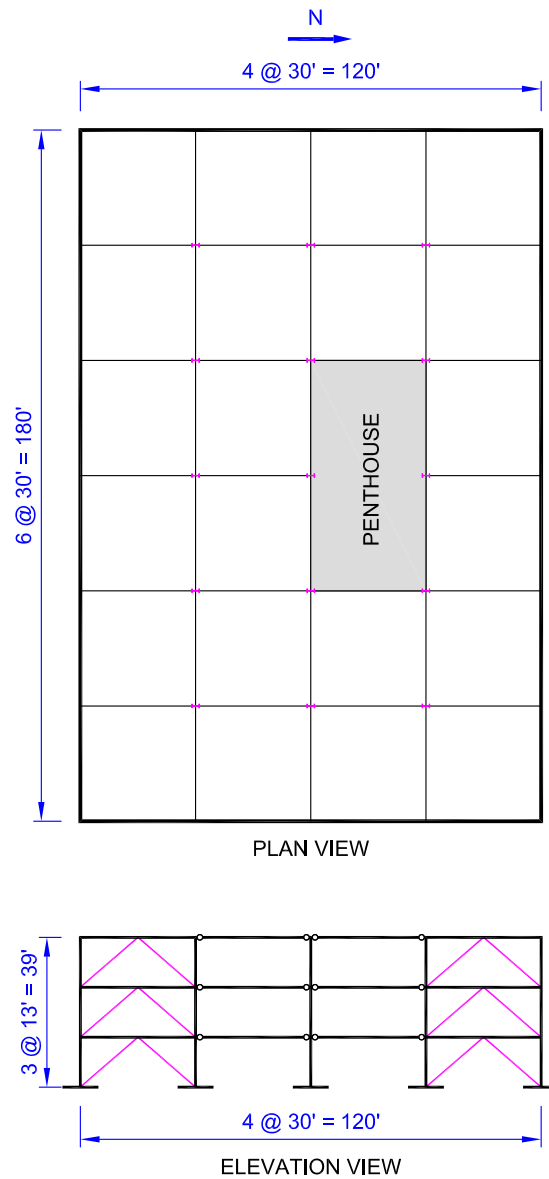 N
4 @ 30' = 120'
6 @ 30' = 180'
PENTHOUSE
PLAN VIEW
3 @ 13' = 39'
4 @ 30' = 120'
ELEVATION VIEW